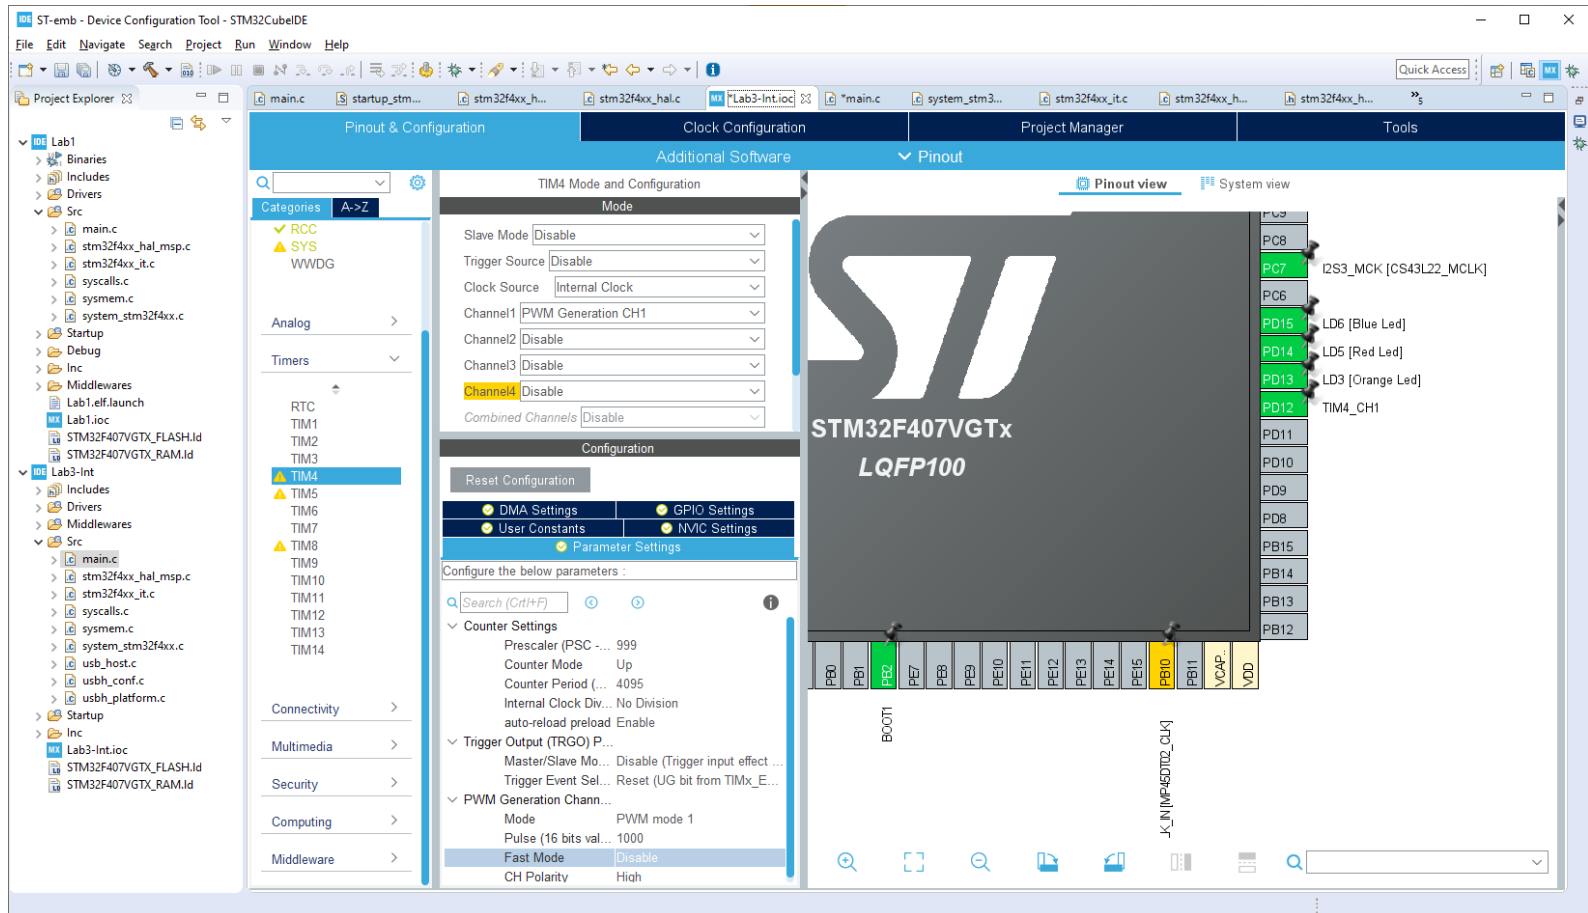 IDE ST-emb - Device Configuration Tool - STM32CubeIDE
File Edit Navigate Search Project Run Window Help
Quick Access
Project Explorer
main.c
startup_stm...
stm32f4xx_h...
stm32f4xx_hal.c
*Lab3-Int.ioc
*main.c
system_stm3...
stm32f4xx_it.c
stm32f4xx_h...
stm32f4xx_h...
»5
Pinout & Configuration
Clock Configuration
Project Manager
Tools
Additional Software
Pinout
Lab1
Binaries
Includes
Drivers
Src
main.c
stm32f4xx_hal_msp.c
stm32f4xx_it.c
syscalls.c
sysmem.c
system_stm32f4xx.c
Startup
Debug
Inc
Middlewares
Lab1.elf.launch
Lab1.ioc
STM32F407VGTX_FLASH.ld
STM32F407VGTX_RAM.ld
Lab3-Int
Includes
Drivers
Middlewares
Src
main.c
stm32f4xx_hal_msp.c
stm32f4xx_it.c
syscalls.c
sysmem.c
system_stm32f4xx.c
usb_host.c
usbh_conf.c
usbh_platform.c
Startup
Inc
Lab3-Int.ioc
STM32F407VGTX_FLASH.ld
STM32F407VGTX_RAM.ld
Categories A->Z
RCC
SYS
WWDG
Analog
Timers
RTC
TIM1
TIM2
TIM3
TIM4
TIM5
TIM6
TIM7
TIM8
TIM9
TIM10
TIM11
TIM12
TIM13
TIM14
Connectivity
Multimedia
Security
Computing
Middleware
TIM4 Mode and Configuration
Mode
Slave Mode Disable
Trigger Source Disable
Clock Source Internal Clock
Channel1 PWM Generation CH1
Channel2 Disable
Channel3 Disable
Channel4 Disable
Combined Channels Disable
Configuration
Reset Configuration
DMA Settings
GPIO Settings
User Constants
NVIC Settings
Parameter Settings
Configure the below parameters :
Search (Crtl+F)
Counter Settings
Prescaler (PSC -... 999
Counter Mode Up
Counter Period (... 4095
Internal Clock Div... No Division
auto-reload preload Enable
Trigger Output (TRGO) P...
Master/Slave Mo... Disable (Trigger input effect ...
Trigger Event Sel... Reset (UG bit from TIMx_E...
PWM Generation Chann...
Mode PWM mode 1
Pulse (16 bits val... 1000
Fast Mode Disable
CH Polarity High
Pinout view
System view
STM32F407VGTx
LQFP100
PC9
PC8
PC7 I2S3_MCK [CS43L22_MCLK]
PC6
PD15 LD6 [Blue Led]
PD14 LD5 [Red Led]
PD13 LD3 [Orange Led]
PD12 TIM4_CH1
PD11
PD10
PD9
PD8
PB15
PB14
PB13
PB12
PB0
PB1
PB2
PE7
PE8
PE9
PE10
PE11
PE12
PE13
PE14
PE15
PB10
PB11
VCAP..
VDD
BOOT1
_K_IN [MP45DT02_CLK]